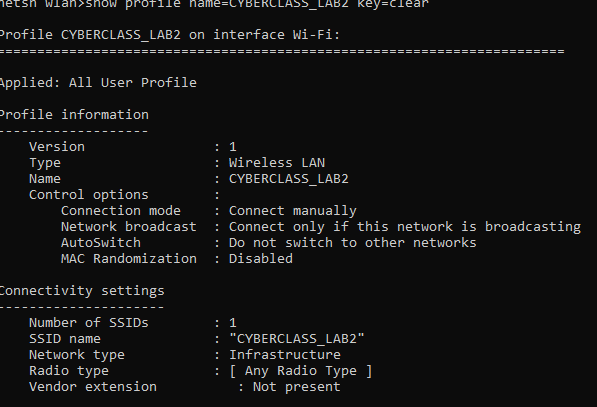 netsh wlan>show profile name=CYBERCLASS_LAB2 key=clear
Profile CYBERCLASS_LAB2 on interface Wi-Fi:
=======================================================================
Applied: All User Profile
Profile information
-------------------
Version : 1
Type : Wireless LAN
Name : CYBERCLASS_LAB2
Control options :
Connection mode : Connect manually
Network broadcast : Connect only if this network is broadcasting
AutoSwitch : Do not switch to other networks
MAC Randomization : Disabled
Connectivity settings
---------------------
Number of SSIDs : 1
SSID name : "CYBERCLASS_LAB2"
Network type : Infrastructure
Radio type : [ Any Radio Type ]
Vendor extension : Not present